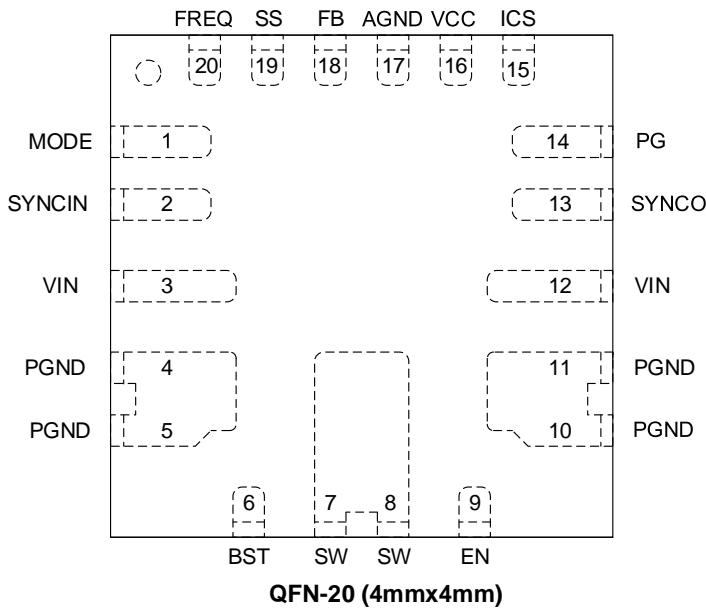 FREQ SS FB AGND VCC ICS
20 19 18 17 16 15
MODE 1 14 PG
SYNCIN 2 13 SYNCO
VIN 3 12 VIN
PGND 4 11 PGND
PGND 5 10 PGND
6 7 8 9
BST SW SW EN
QFN-20 (4mmx4mm)